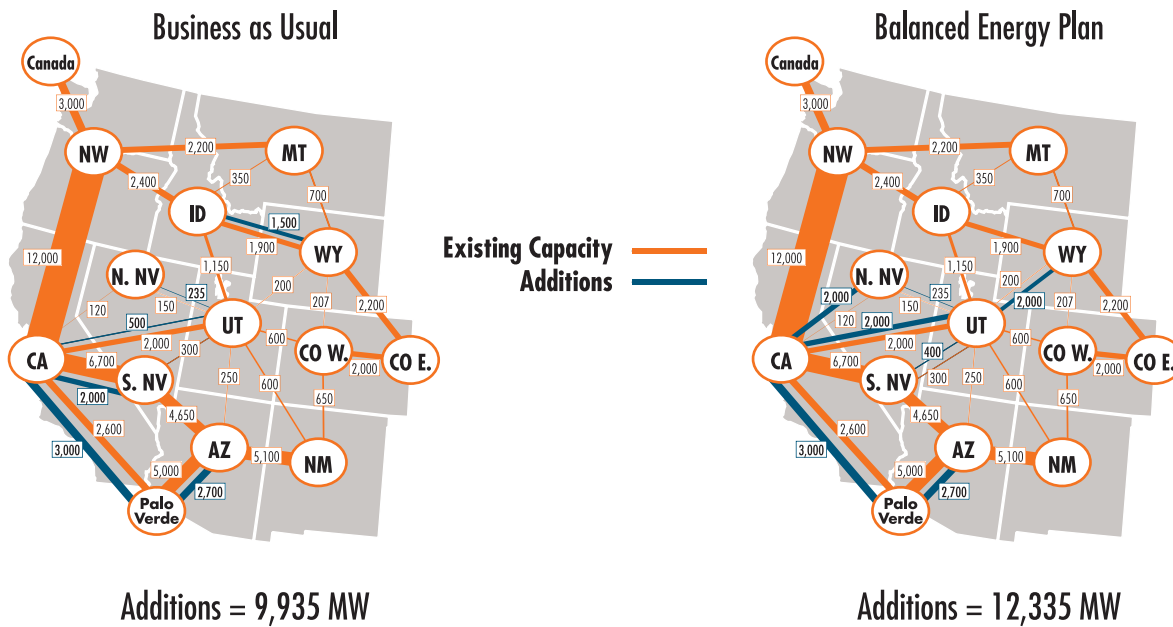 Business as Usual
Canada
3,000
NW
2,200
MT
2,400
350
700
ID
1,500
1,900
WY
12,000
1,150
N. NV
235
200
150
120
207
2,200
500
UT
600
2,000
300
CO W.
CA
6,700
2,000
CO E.
S. NV
250
2,000
600
650
4,650
2,600
AZ
3,000
5,100
NM
5,000
2,700
Palo
Verde
Additions = 9,935 MW
Existing Capacity
Additions
Balanced Energy Plan
Canada
3,000
NW
2,200
MT
2,400
350
700
ID
1,900
WY
12,000
1,150
N. NV
200
2,000
235
2,000
150
120
207
2,200
2,000
UT
600
2,000
400
CO W.
CA
6,700
2,000
CO E.
S. NV
300
250
600
650
4,650
2,600
AZ
3,000
5,100
NM
5,000
2,700
Palo
Verde
Additions = 12,335 MW